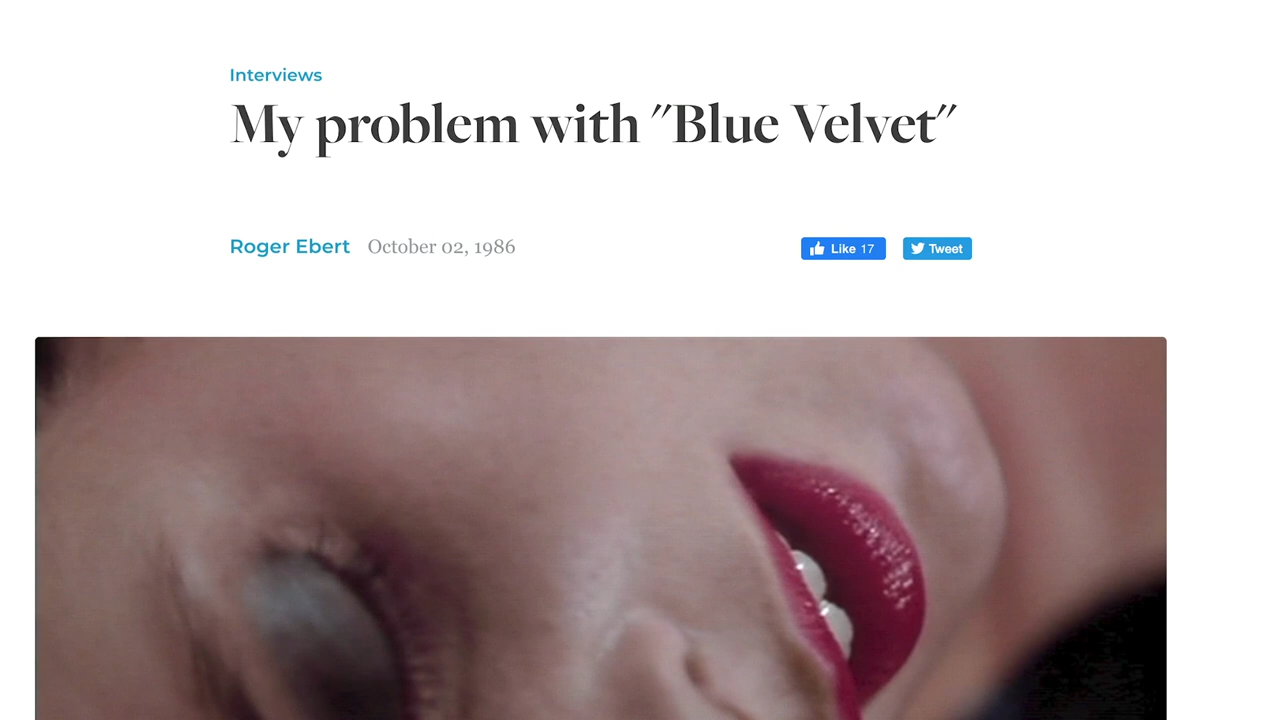 Interviews
My problem with "Blue Velvet"
Roger Ebert October 02, 1986
Like 17 Tweet